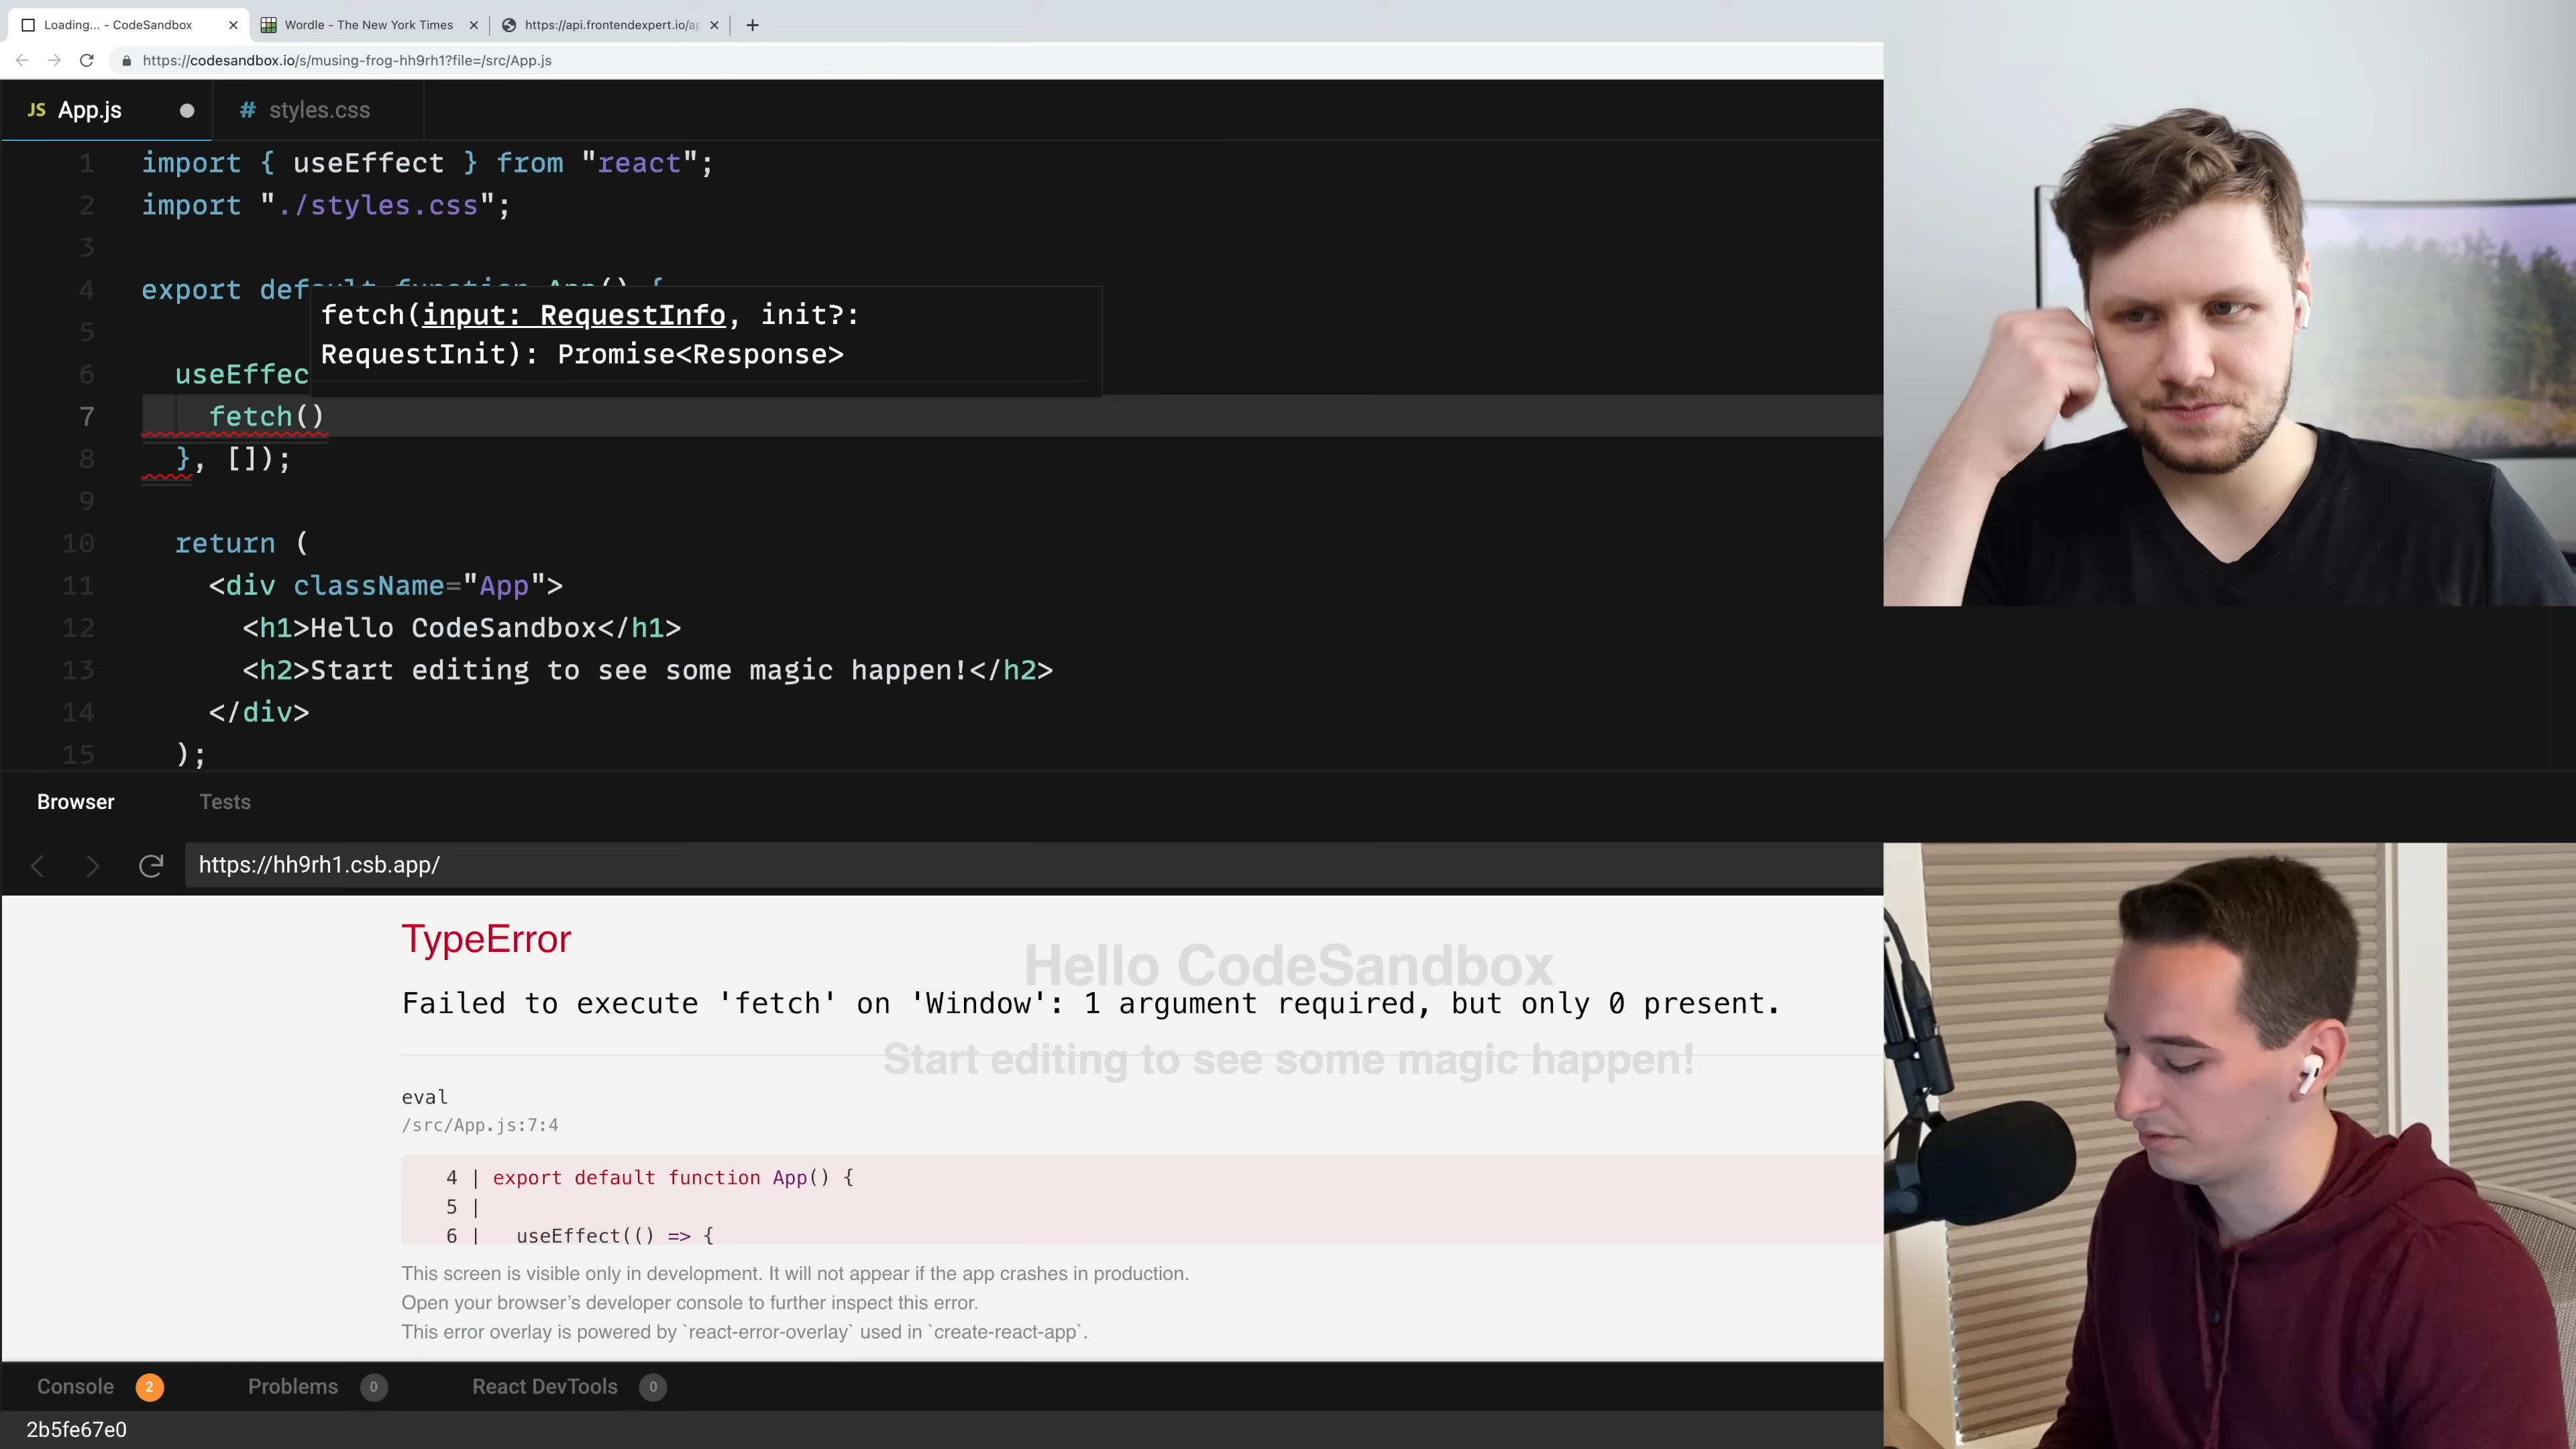 Loading... - CodeSandbox
Wordle - The New York Times
https://api.frontendexpert.io/ap
https://codesandbox.io/s/musing-frog-hh9rh1?file=/src/App.js
JS App.js
# styles.css
1 import { useEffect } from "react";
2 import "./styles.css";
3
4 export default function App() {
fetch(input: RequestInfo, init?:
5
RequestInit): Promise<Response>
6 useEffec
7 fetch()
8 }, []);
9
10 return (
11 <div className="App">
12 <h1>Hello CodeSandbox</h1>
13 <h2>Start editing to see some magic happen!</h2>
14 </div>
15 );
Browser Tests
https://hh9rh1.csb.app/
TypeError
Hello CodeSandbox
Failed to execute 'fetch' on 'Window': 1 argument required, but only 0 present.
Start editing to see some magic happen!
eval
/src/App.js:7:4
4 | export default function App() {
5 |
6 | useEffect(() => {
This screen is visible only in development. It will not appear if the app crashes in production.
Open your browser's developer console to further inspect this error.
This error overlay is powered by `react-error-overlay` used in `create-react-app`.
Console 2 Problems 0 React DevTools 0
2b5fe67e0